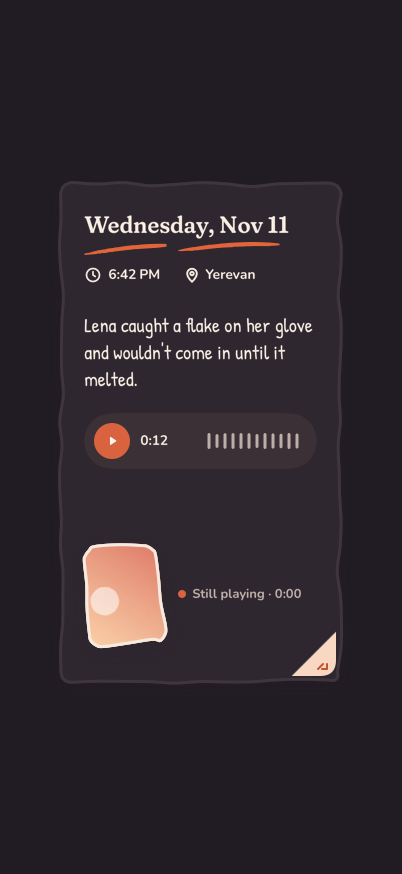 Wednesday, Nov 11
6:42 PM Yerevan
Lena caught a flake on her glove
and wouldn't come in until it
melted.
0:12
Still playing · 0:00